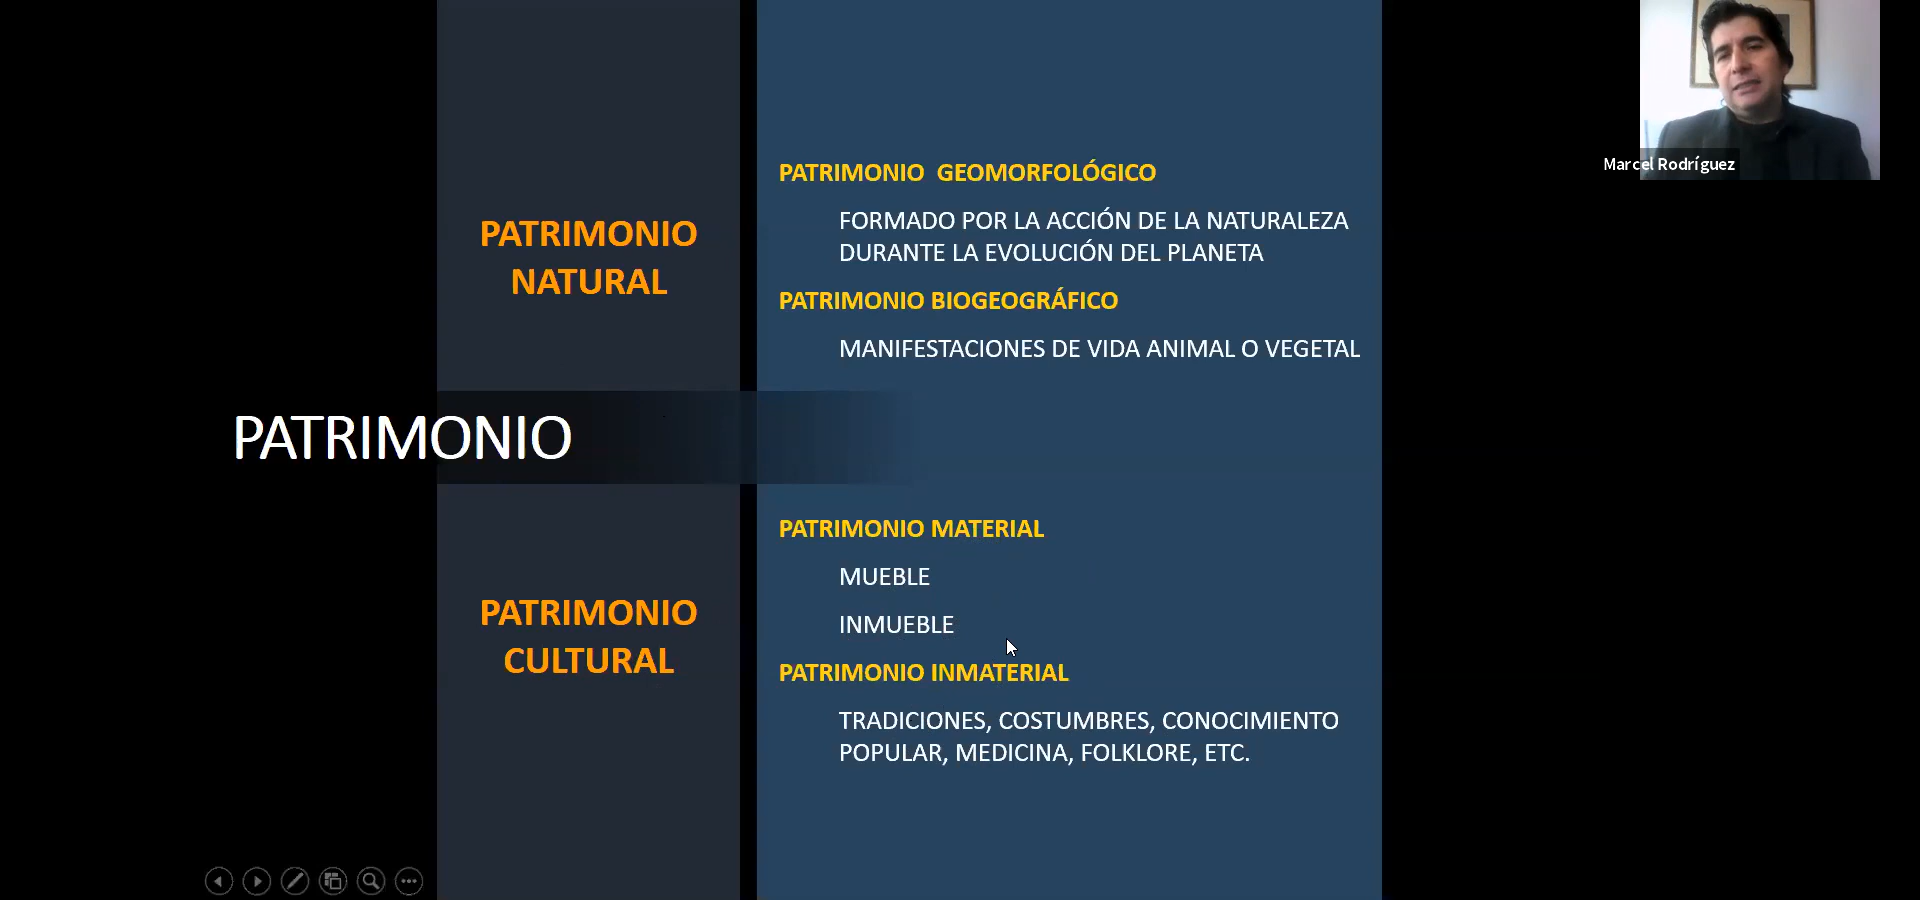 PATRIMONIO
PATRIMONIO
NATURAL
PATRIMONIO GEOMORFOLÓGICO
FORMADO POR LA ACCIÓN DE LA NATURALEZA
DURANTE LA EVOLUCIÓN DEL PLANETA
PATRIMONIO BIOGEOGRÁFICO
MANIFESTACIONES DE VIDA ANIMAL O VEGETAL
PATRIMONIO
CULTURAL
PATRIMONIO MATERIAL
MUEBLE
INMUEBLE
PATRIMONIO INMATERIAL
TRADICIONES, COSTUMBRES, CONOCIMIENTO
POPULAR, MEDICINA, FOLKLORE, ETC.
Marcel Rodríguez